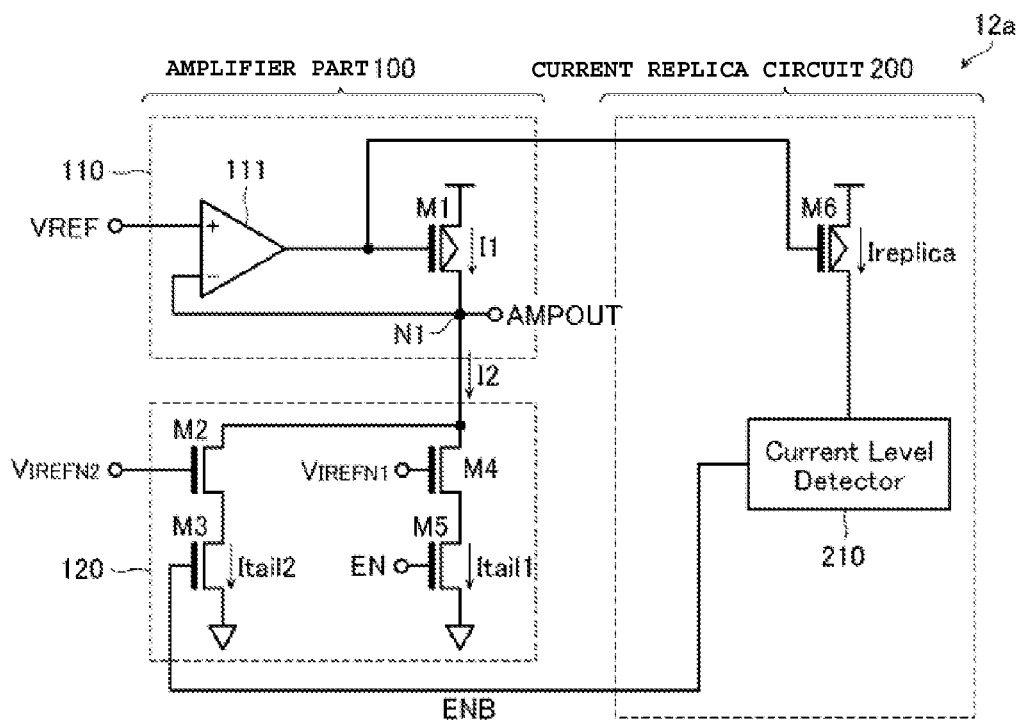 12a
AMPLIFIER PART 100
CURRENT REPLICA CIRCUIT 200
110
111
VREF
+
−
M1
I1
M6
Ireplica
N1
AMPOUT
I2
M2
VIREFN2
VIREFN1
M4
M3
M5
120
Itail2
EN
Itail1
Current Level
Detector
210
ENB